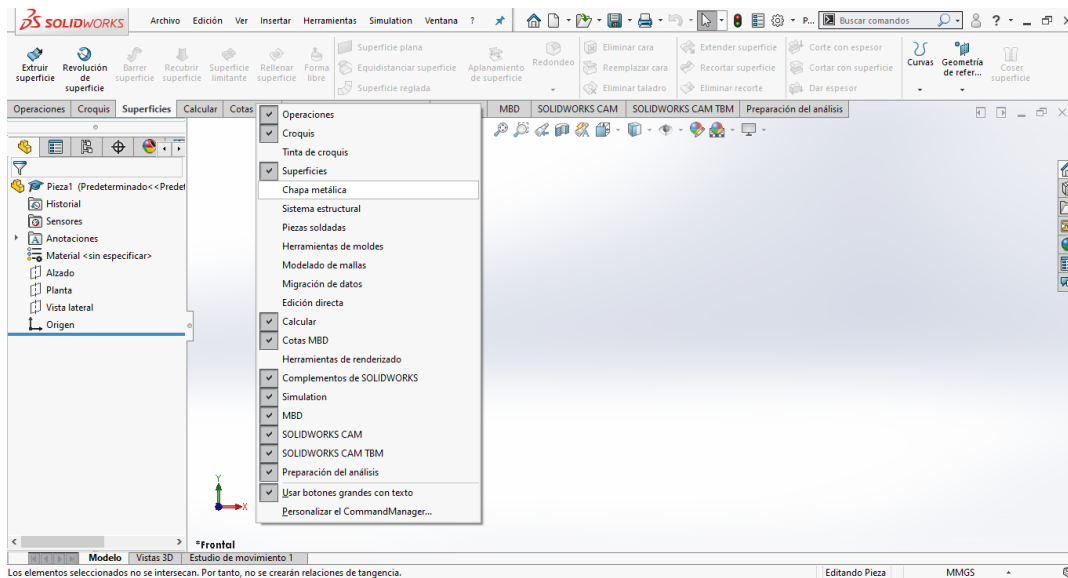 SOLIDWORKS Archivo Edición Ver Insertar Herramientas Simulation Ventana ? P... Buscar comandos ?
Extruir superficie
Revolución de superficie
Barrer superficie
Recubrir superficie
Superficie limitante
Rellenar superficie
Forma libre
Superficie plana
Equidistanciar superficie
Superficie reglada
Aplanamiento de superficie
Redondeo
Eliminar cara
Reemplazar cara
Eliminar taladro
Extender superficie
Recortar superficie
Eliminar recorte
Corte con espesor
Cortar con superficie
Dar espesor
Curvas
Geometría de refer...
Coser superficie
Operaciones Croquis Superficies Calcular Cotas MBD SOLIDWORKS CAM SOLIDWORKS CAM TBM Preparación del análisis
Pieza1 (Predeterminado<<Predet
Historial
Sensores
Anotaciones
Material <sin especificar>
Alzado
Planta
Vista lateral
Origen
Operaciones
Croquis
Tinta de croquis
Superficies
Chapa metálica
Sistema estructural
Piezas soldadas
Herramientas de moldes
Modelado de mallas
Migración de datos
Edición directa
Calcular
Cotas MBD
Herramientas de renderizado
Complementos de SOLIDWORKS
Simulation
MBD
SOLIDWORKS CAM
SOLIDWORKS CAM TBM
Preparación del análisis
Usar botones grandes con texto
Personalizar el CommandManager...
Y
X
*Frontal
Modelo Vistas 3D Estudio de movimiento 1
Los elementos seleccionados no se intersecan. Por tanto, no se crearán relaciones de tangencia. Editando Pieza MMGS